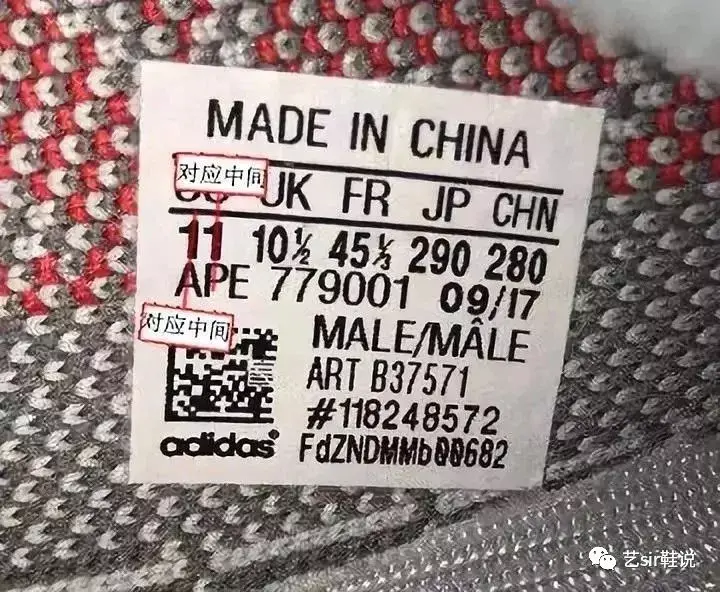 MADE IN CHINA
对应中间
UK FR JP CHN
11 10½ 45⅓ 290 280
APE 779001 09/17
对应中间
MALE/MÂLE
ART B37571
#118248572
adidas FdZNDMMb00682
艺sir鞋说